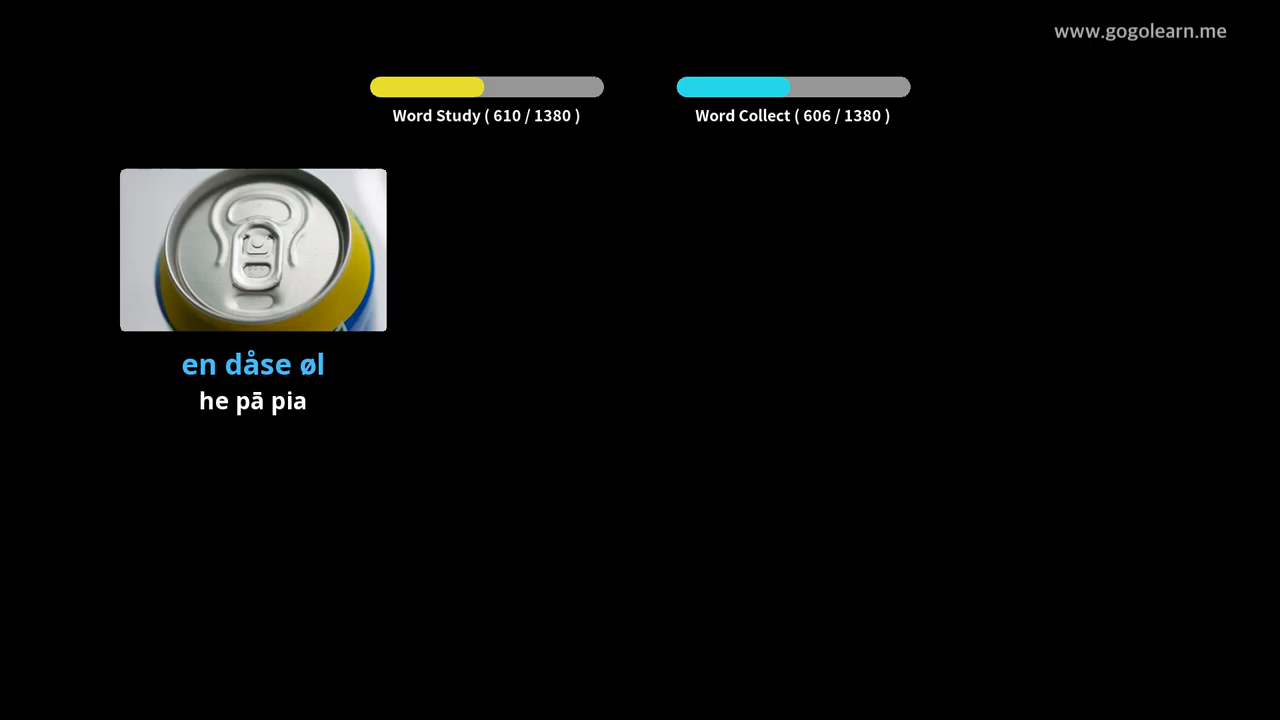 www.gogolearn.me
Word Study ( 610 / 1380 )
Word Collect ( 606 / 1380 )
en dåse øl
he pā pia